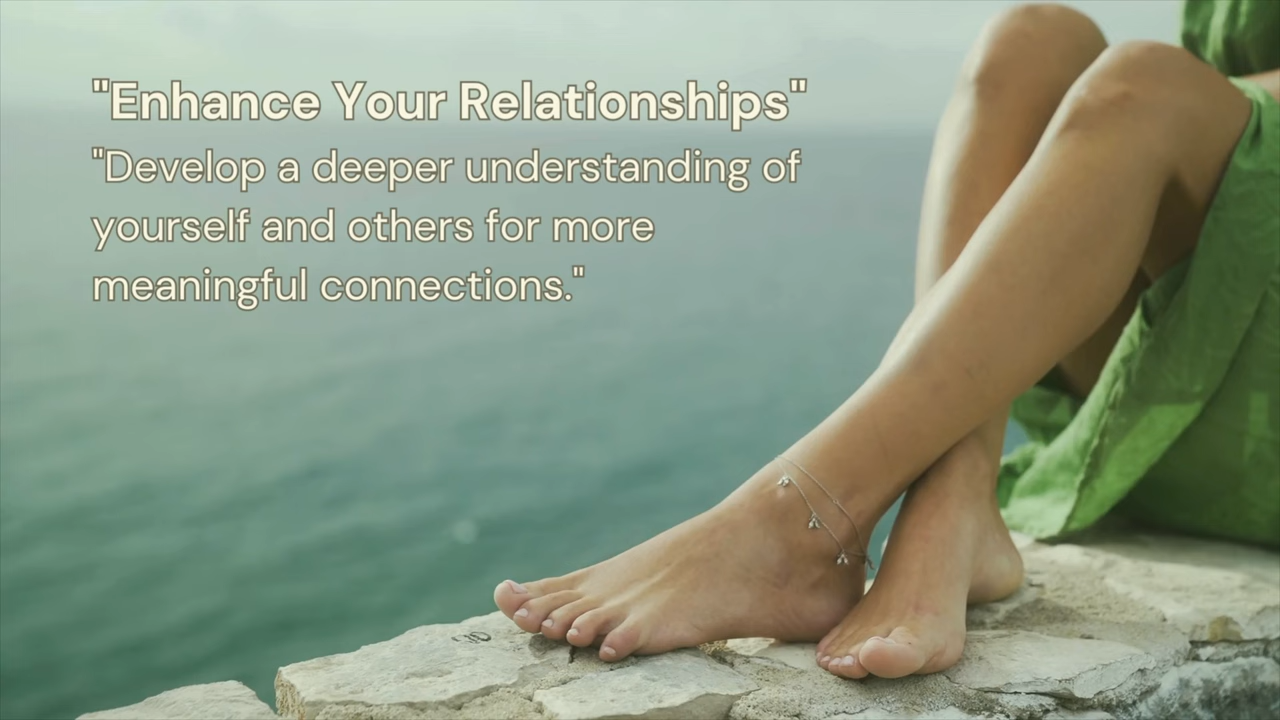 "Enhance Your Relationships"
"Develop a deeper understanding of
yourself and others for more
meaningful connections."